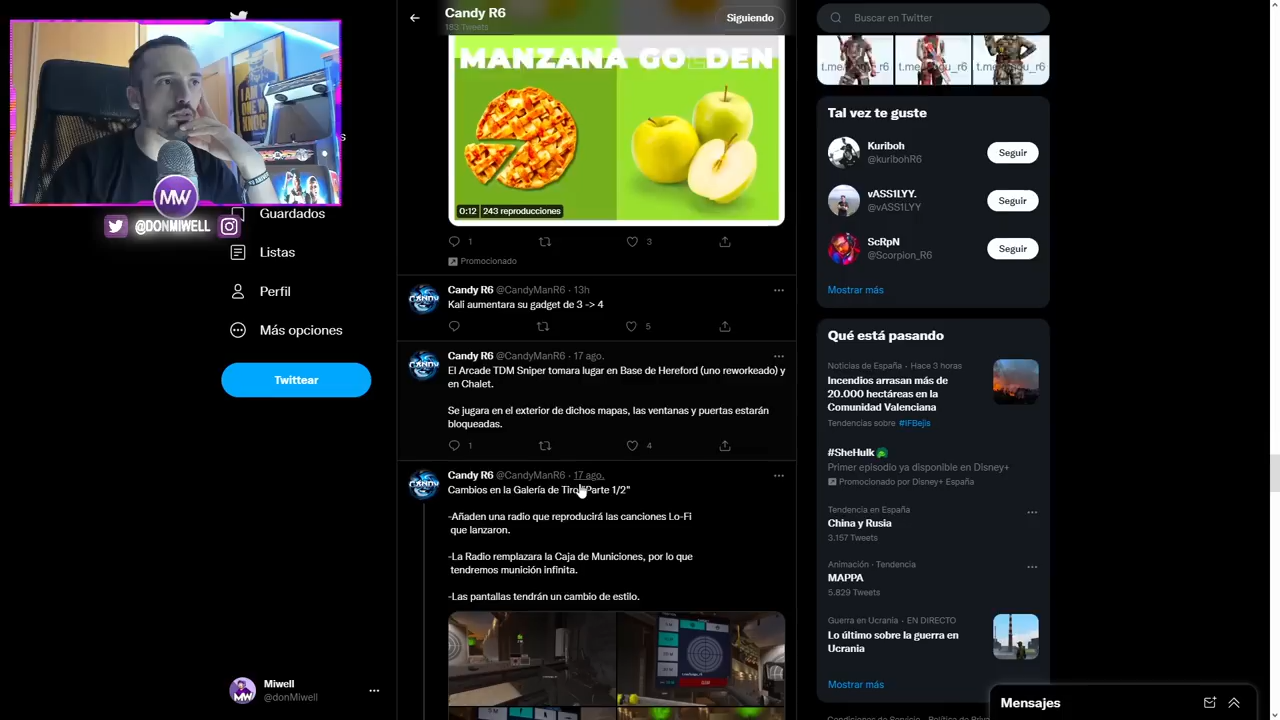 Candy R6
183 Tweets
Siguiendo
Buscar en Twitter
MANZANA GOLDEN
0:12 243 reproducciones
1
3
Promocionado
Candy R6 @CandyManR6 · 13h
Kali aumentara su gadget de 3 -> 4
5
Candy R6 @CandyManR6 · 17 ago.
El Arcade TDM Sniper tomara lugar en Base de Hereford (uno reworkeado) y
en Chalet.
Se jugara en el exterior de dichos mapas, las ventanas y puertas estarán
bloqueadas.
1
4
Candy R6 @CandyManR6 · 17 ago.
Cambios en la Galería de Tiro "Parte 1/2"
-Añaden una radio que reproducirá las canciones Lo-Fi
que lanzaron.
-La Radio remplazara la Caja de Municiones, por lo que
tendremos munición infinita.
-Las pantallas tendrán un cambio de estilo.
MW
@DONMIWELL
Guardados
Listas
Perfil
Más opciones
Twittear
Miwell
@donMiwell
Tal vez te guste
Kuriboh
@kuribohR6
Seguir
vASS1LYY.
@vASS1LYY
Seguir
ScRpN
@Scorpion_R6
Seguir
Mostrar más
Qué está pasando
Noticias de España · Hace 3 horas
Incendios arrasan más de
20.000 hectáreas en la
Comunidad Valenciana
Tendencias sobre #IFBejis
#SheHulk
Primer episodio ya disponible en Disney+
Promocionado por Disney+ España
Tendencia en España
China y Rusia
3.157 Tweets
Animación · Tendencia
MAPPA
5.829 Tweets
Guerra en Ucrania · EN DIRECTO
Lo último sobre la guerra en
Ucrania
Mostrar más
Mensajes